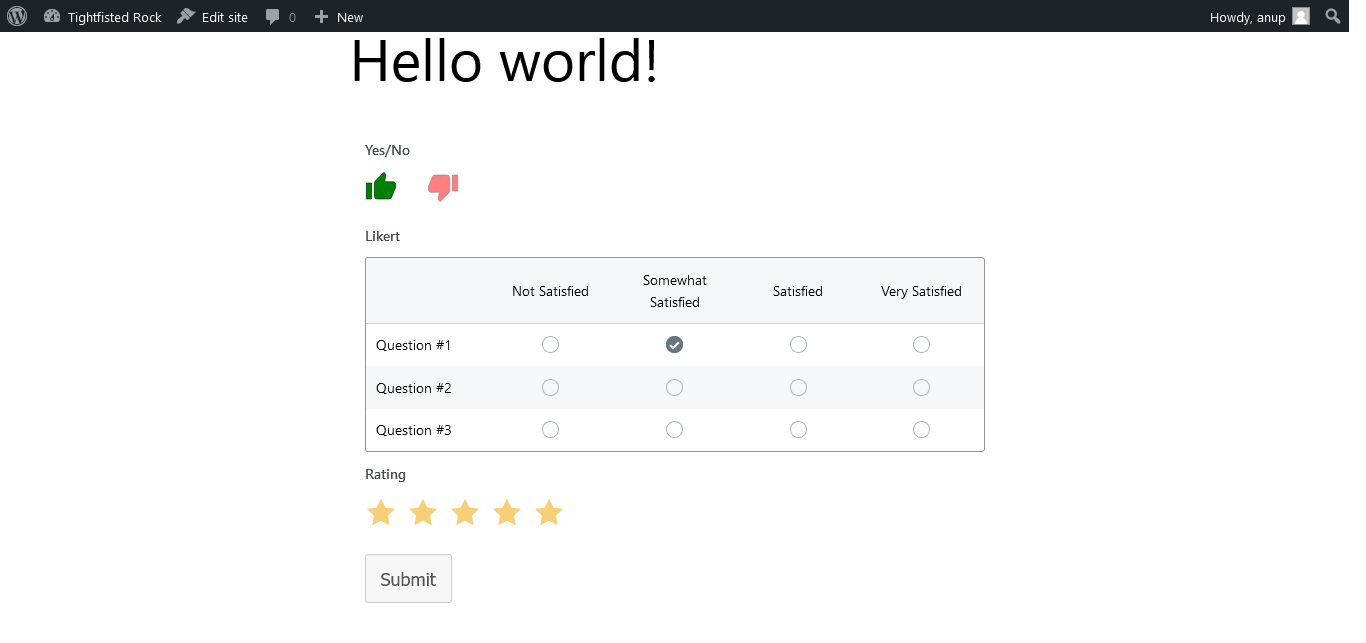 Tightfisted Rock Edit site 0 New Howdy, anup
Hello world!
Yes/No
Likert
Not Satisfied Somewhat Satisfied Satisfied Very Satisfied
Question #1
Question #2
Question #3
Rating
Submit